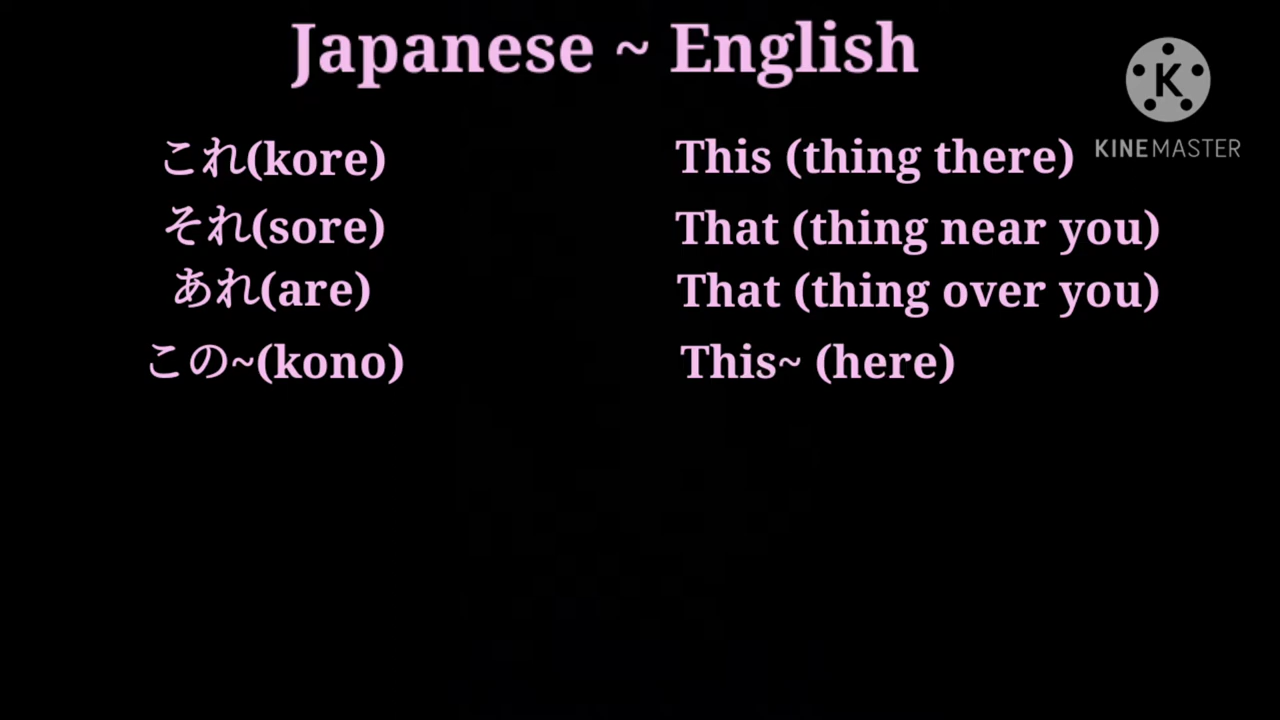 Japanese ~ English
K
KINEMASTER
これ(kore) This (thing there)
それ(sore) That (thing near you)
あれ(are) That (thing over you)
この~(kono) This~ (here)